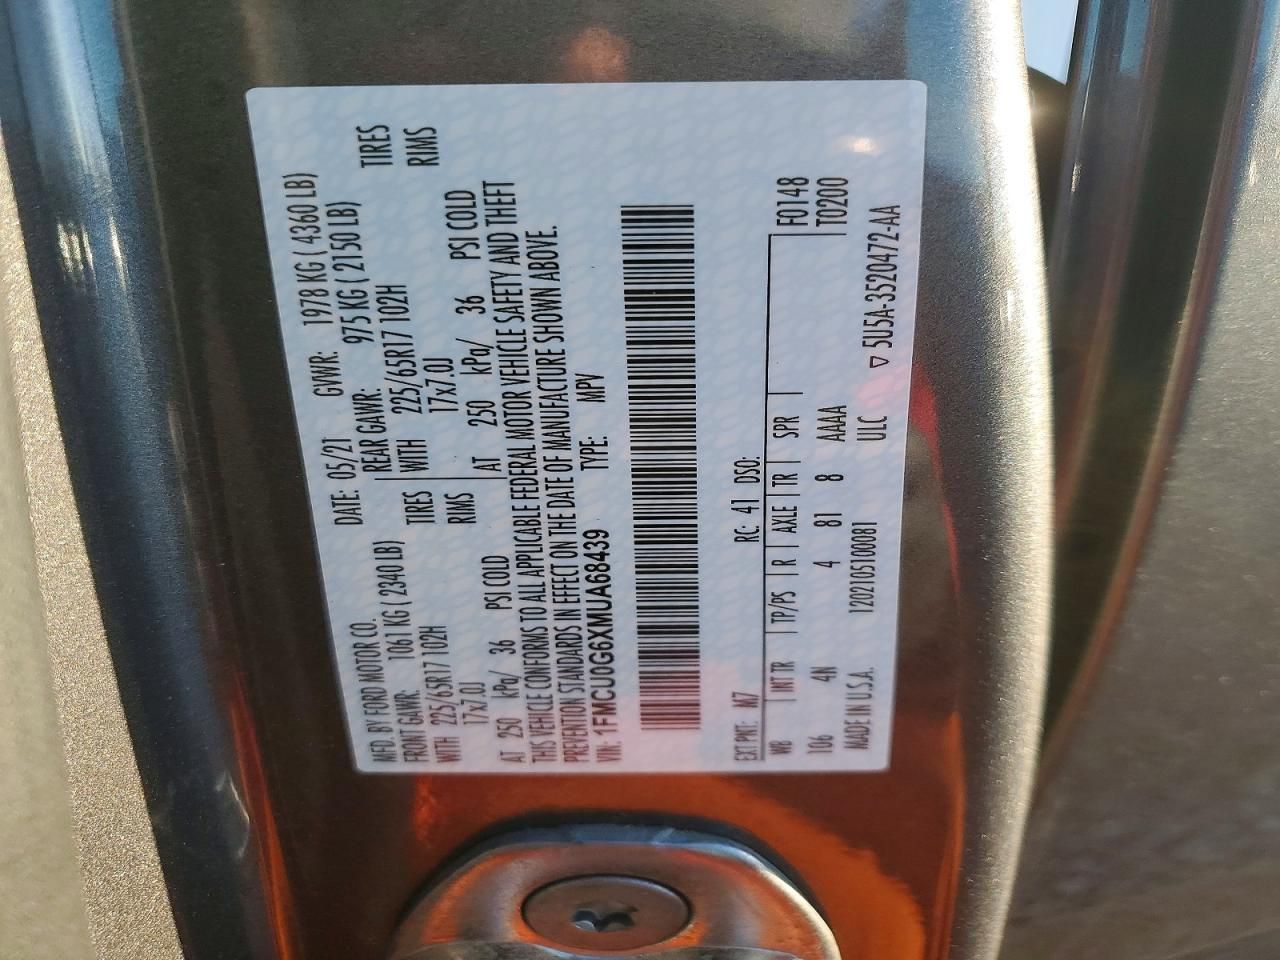 MFD. BY FORD MOTOR CO. DATE: 05/21 GVWR: 1978 KG ( 4360 LB)
FRONT GAWR: 1061 KG ( 2340 LB) REAR GAWR: 975 KG ( 2150 LB)
WITH 225/65R17 102H TIRES WITH 225/65R17 102H TIRES
17x7.0J RIMS 17x7.0J RIMS
AT 250 kPa/ 36 PSI COLD AT 250 kPa/ 36 PSI COLD
THIS VEHICLE CONFORMS TO ALL APPLICABLE FEDERAL MOTOR VEHICLE SAFETY AND THEFT
PREVENTION STANDARDS IN EFFECT ON THE DATE OF MANUFACTURE SHOWN ABOVE.
VIN: 1FMCU0G6XMUA68439 TYPE: MPV
EXT PNT: M7 RC: 41 DSO: F0148
WB INT TR TP/PS R AXLE TR SPR T0200
106 4N 4 81 8 AAAA
MADE IN U.S.A. 120210510​0081 ULC ▽ 5U5A-3520472-AA